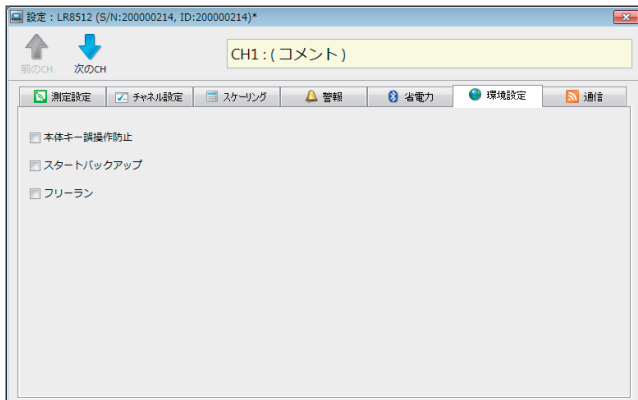 設定：LR8512 (S/N:200000214, ID:200000214)*
前のCH 次のCH CH1 : ( コメント )
測定設定 チャネル設定 スケーリング 警報 省電力 環境設定 通信
本体キー誤操作防止
スタートバックアップ
フリーラン